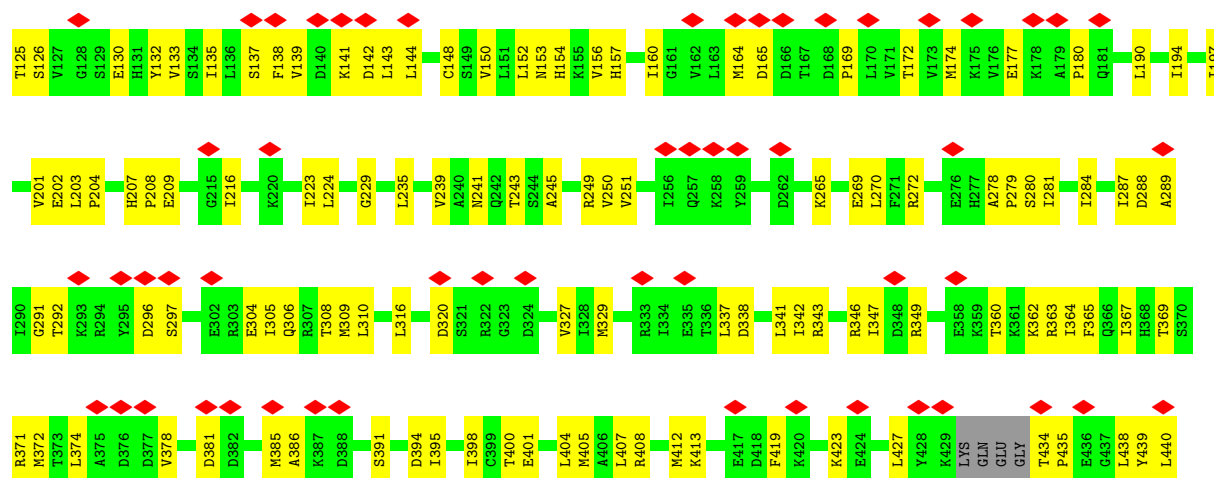 T125 S126 V127 G128 S129 E130 H131 Y132 V133 S134 I135 L136 S137 F138 V139 D140 K141 D142 L143 L144 C148 S149 V150 L151 L152 N153 H154 K155 V156 H157 I160 G161 V162 L163 M164 D165 D166 T167 D168 P169 L170 V171 T172 V173 M174 K175 V176 E177 K178 A179 P180 Q181 L190 I194
V201 E202 L203 P204 H207 P208 E209 G215 I216 K220 I223 L224 G229 L235 V239 A240 N241 Q242 T243 S244 A245 R249 V250 V251 I256 Q257 K258 Y259 D262 K265 E269 L270 F271 R272 E276 H277 A278 P279 S280 I281 I284 I287 D288 A289
I290 G291 T292 K293 R294 Y295 D296 S297 E302 R303 E304 I305 Q306 R307 T308 M309 L310 L316 D320 S321 R322 G323 D324 V327 I328 M329 R333 I334 E335 T336 L337 D338 L341 I342 R343 R346 I347 D348 R349 E358 K359 T360 K361 K362 R363 I364 F365 Q366 I367 H368 T369 S370
R371 M372 T373 L374 A375 D376 D377 V378 D381 D382 M385 A386 K387 D388 S391 D394 I395 I398 C399 T400 E401 L404 M405 A406 L407 R408 M412 K413 E417 D418 F419 K420 K423 E424 L427 Y428 K429 LYS GLN GLU GLY T434 P435 E436 G437 L438 Y439 L440